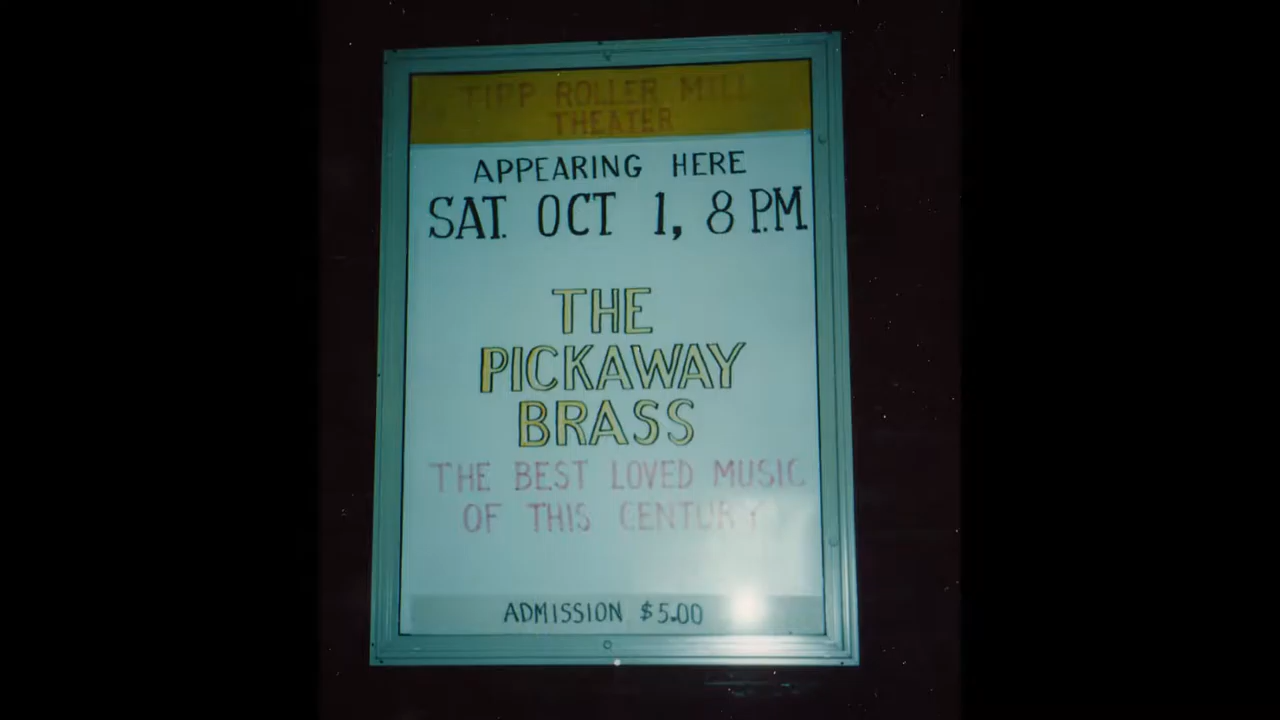 TIPP ROLLER MILL
THEATER
APPEARING HERE
SAT. OCT 1, 8 P.M.
THE
PICKAWAY
BRASS
THE BEST LOVED MUSIC
OF THIS CENTURY
ADMISSION $5.00